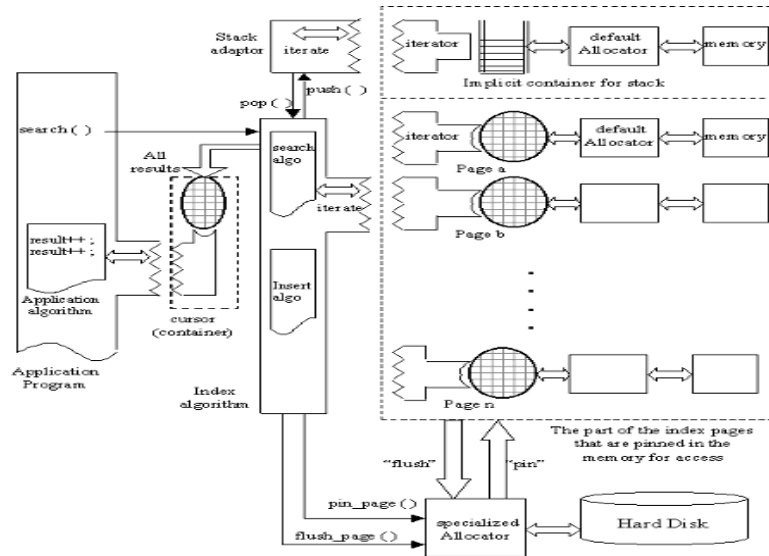 Stack
adaptor
iterate
iterator
default
Allocator
memory
Implicit container for stack
pop ( )
push ( )
search ( )
All
results
search
algo
iterate
iterator
default
Allocator
memory
Page a
Page b
result++ ;
result++ ;
Application
algorithm
cursor
(container)
Insert
algo
Application
Program
Index
algorithm
Page n
The part of the index pages
that are pinned in the
memory for access
“flush”
“pin”
pin_page ( )
flush_page ( )
specialized
Allocator
Hard Disk